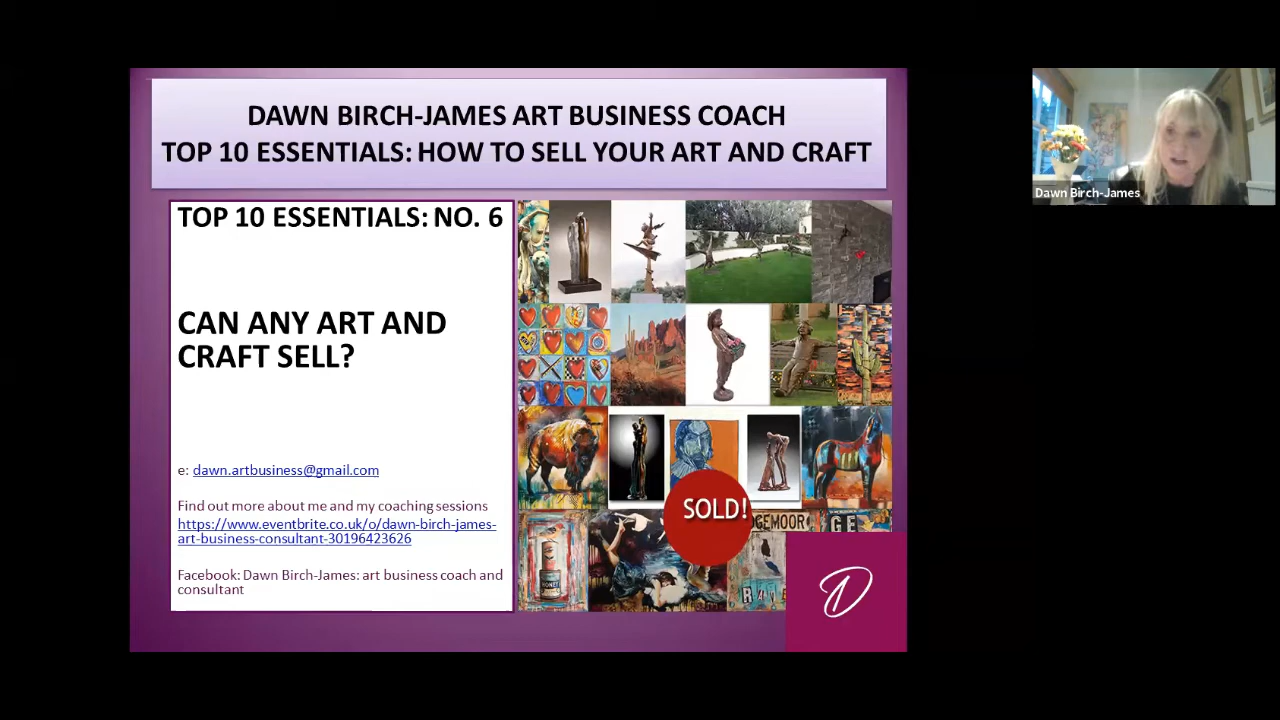 DAWN BIRCH-JAMES ART BUSINESS COACH
TOP 10 ESSENTIALS: HOW TO SELL YOUR ART AND CRAFT
TOP 10 ESSENTIALS: NO. 6
CAN ANY ART AND
CRAFT SELL?
e: dawn.artbusiness@gmail.com
Find out more about me and my coaching sessions
https://www.eventbrite.co.uk/o/dawn-birch-james-
art-business-consultant-30196423626
Facebook: Dawn Birch-James: art business coach and
consultant
SOLD!
GE
HONEY
D
Dawn Birch-James